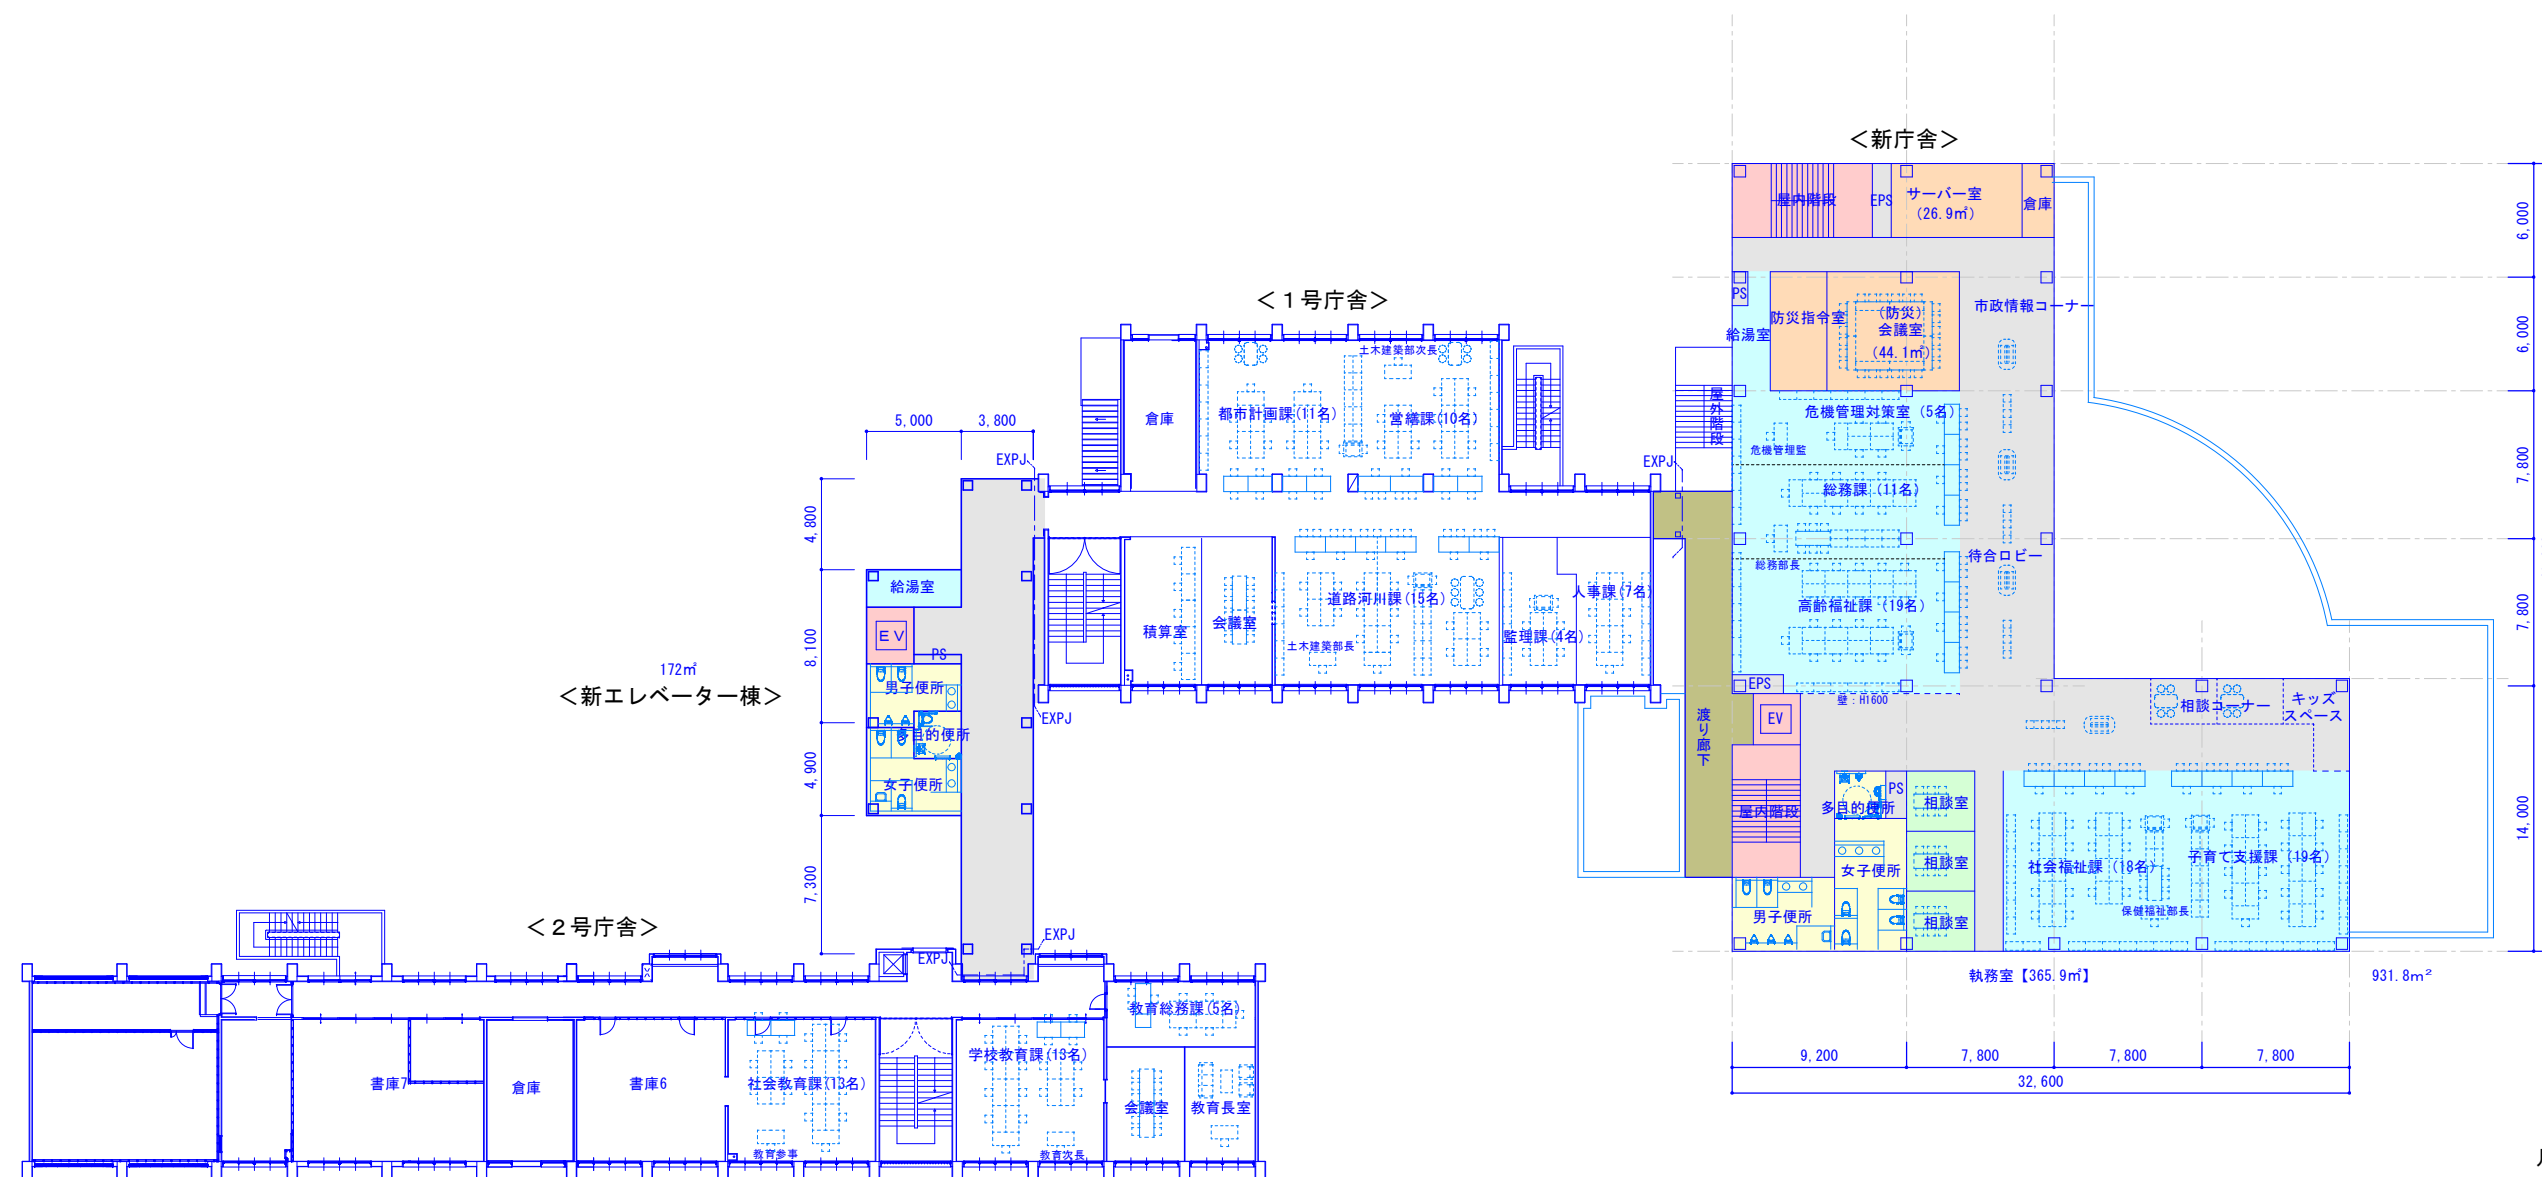 ＜新庁舎＞
屋内階段
EPS
サーバー室
(26.9㎡)
倉庫
6,000
PS
給湯室
防災指令室
(防災)
会議室
(44.1㎡)
市政情報コーナー
6,000
屋外階段
危機管理対策室 (5名)
危機管理監
総務課 (11名)
7,800
待合ロビー
総務部長
高齢福祉課 (19名)
7,800
EPS
壁：H1600
EV
渡り廊下
相談コーナー
キッズ
スペース
屋内階段
多目的便所
PS
相談室
女子便所
相談室
男子便所
相談室
社会福祉課 (18名)
子育て支援課 (19名)
保健福祉部長
14,000
執務室【365.9㎡】
931.8m²
9,200
7,800
7,800
7,800
32,600
＜１号庁舎＞
倉庫
都市計画課(11名)
土木建築部次長
営繕課(10名)
EXPJ
EXPJ
積算室
会議室
道路河川課(15名)
土木建築部長
監理課(4名)
人事課(7名)
EXPJ
5,000
3,800
4,800
8,100
4,900
7,300
給湯室
EV
PS
男子便所
多目的便所
女子便所
172㎡
＜新エレベーター棟＞
EXPJ
EXPJ
＜２号庁舎＞
書庫7
倉庫
書庫6
社会教育課(13名)
教育参事
学校教育課(13名)
教育次長
教育総務課(5名)
会議室
教育長室